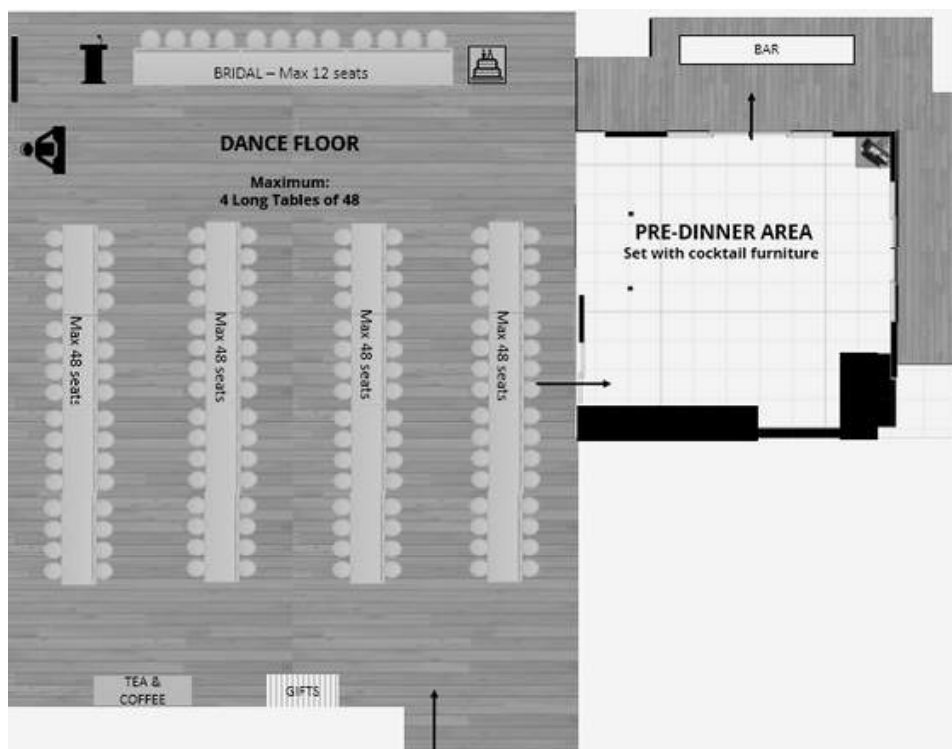 BRIDAL – Max 12 seats
BAR
DANCE FLOOR
Maximum:
4 Long Tables of 48
PRE-DINNER AREA
Set with cocktail furniture
Max 48 seats
Max 48 seats
Max 48 seats
Max 48 seats
TEA &
COFFEE
GIFTS